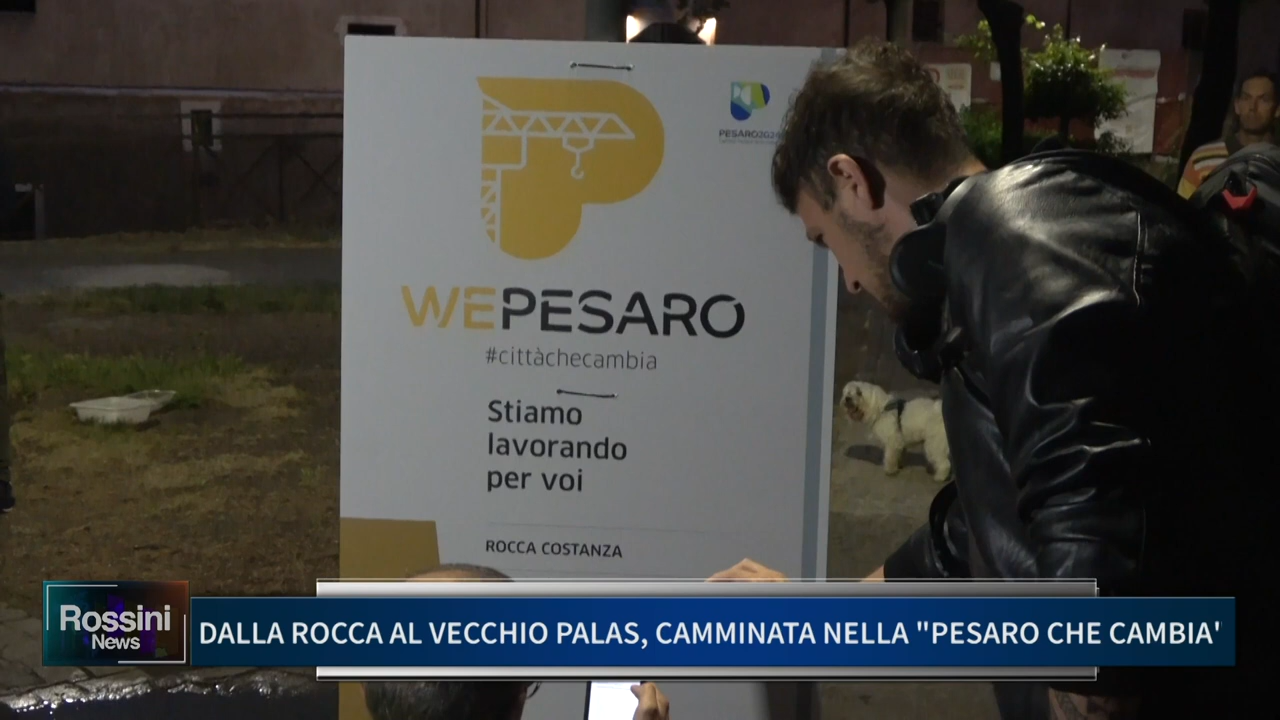 PESARO2024
WEPESARO
#cittàchecambia
Stiamo
lavorando
per voi
ROCCA COSTANZA
Rossini
News
DALLA ROCCA AL VECCHIO PALAS, CAMMINATA NELLA "PESARO CHE CAMBIA"